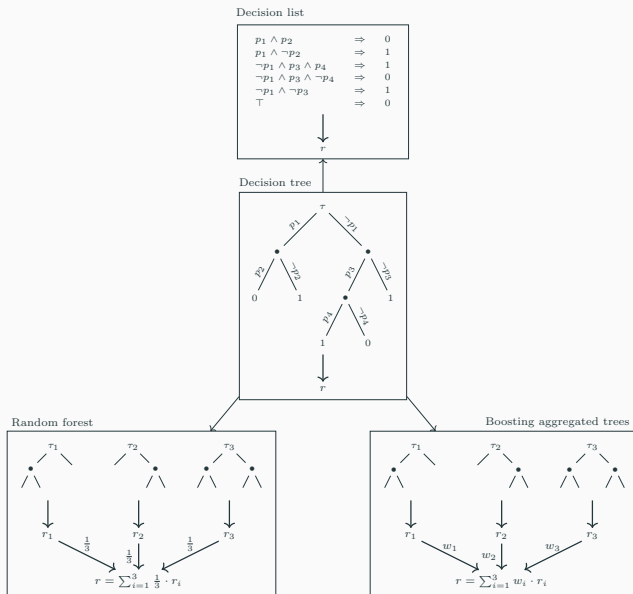 Decision list
p₁ ∧ p₂ ⇒ 0
p₁ ∧ ¬p₂ ⇒ 1
¬p₁ ∧ p₃ ∧ p₄ ⇒ 1
¬p₁ ∧ p₃ ∧ ¬p₄ ⇒ 0
¬p₁ ∧ ¬p₃ ⇒ 1
⊤ ⇒ 0
r
Decision tree
τ
p₁ ¬p₁
p₂ ¬p₂ p₃ ¬p₃
0 1 1
p₄ ¬p₄
1 0
r
Random forest
τ₁ τ₂ τ₃
r₁ r₂ r₃
1/3 1/3 1/3
r = ∑³ᵢ₌₁ 1/3 · rᵢ
Boosting aggregated trees
τ₁ τ₂ τ₃
r₁ r₂ r₃
w₁ w₂ w₃
r = ∑³ᵢ₌₁ wᵢ · rᵢ